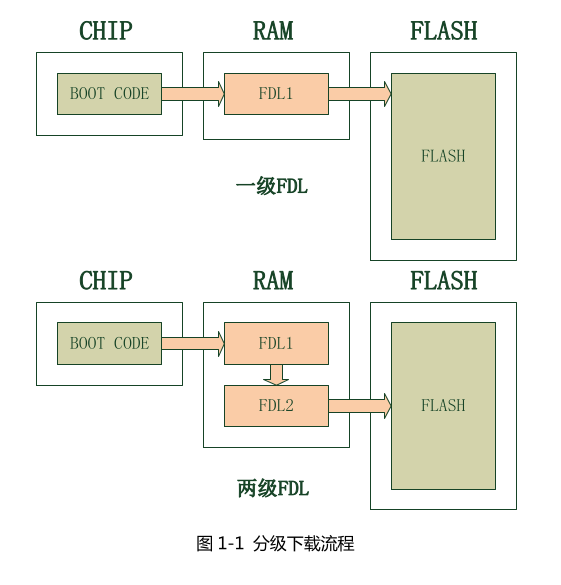 CHIP RAM FLASH
BOOT CODE FDL1
FLASH
一级FDL
CHIP RAM FLASH
BOOT CODE FDL1
FDL2 FLASH
两级FDL
图 1-1 分级下载流程